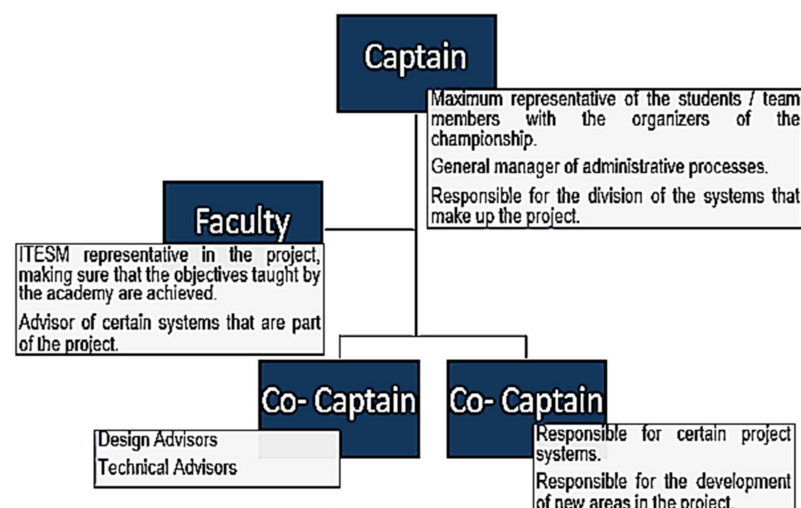 Captain
Maximum representative of the students / team
members with the organizers of the
championship.
General manager of administrative processes.
Responsible for the division of the systems that
make up the project.
Faculty
ITESM representative in the project,
making sure that the objectives taught by
the academy are achieved.
Advisor of certain systems that are part
of the project.
Co- Captain
Design Advisors
Technical Advisors
Co- Captain
Responsible for certain project
systems.
Responsible for the development
of new areas in the project.